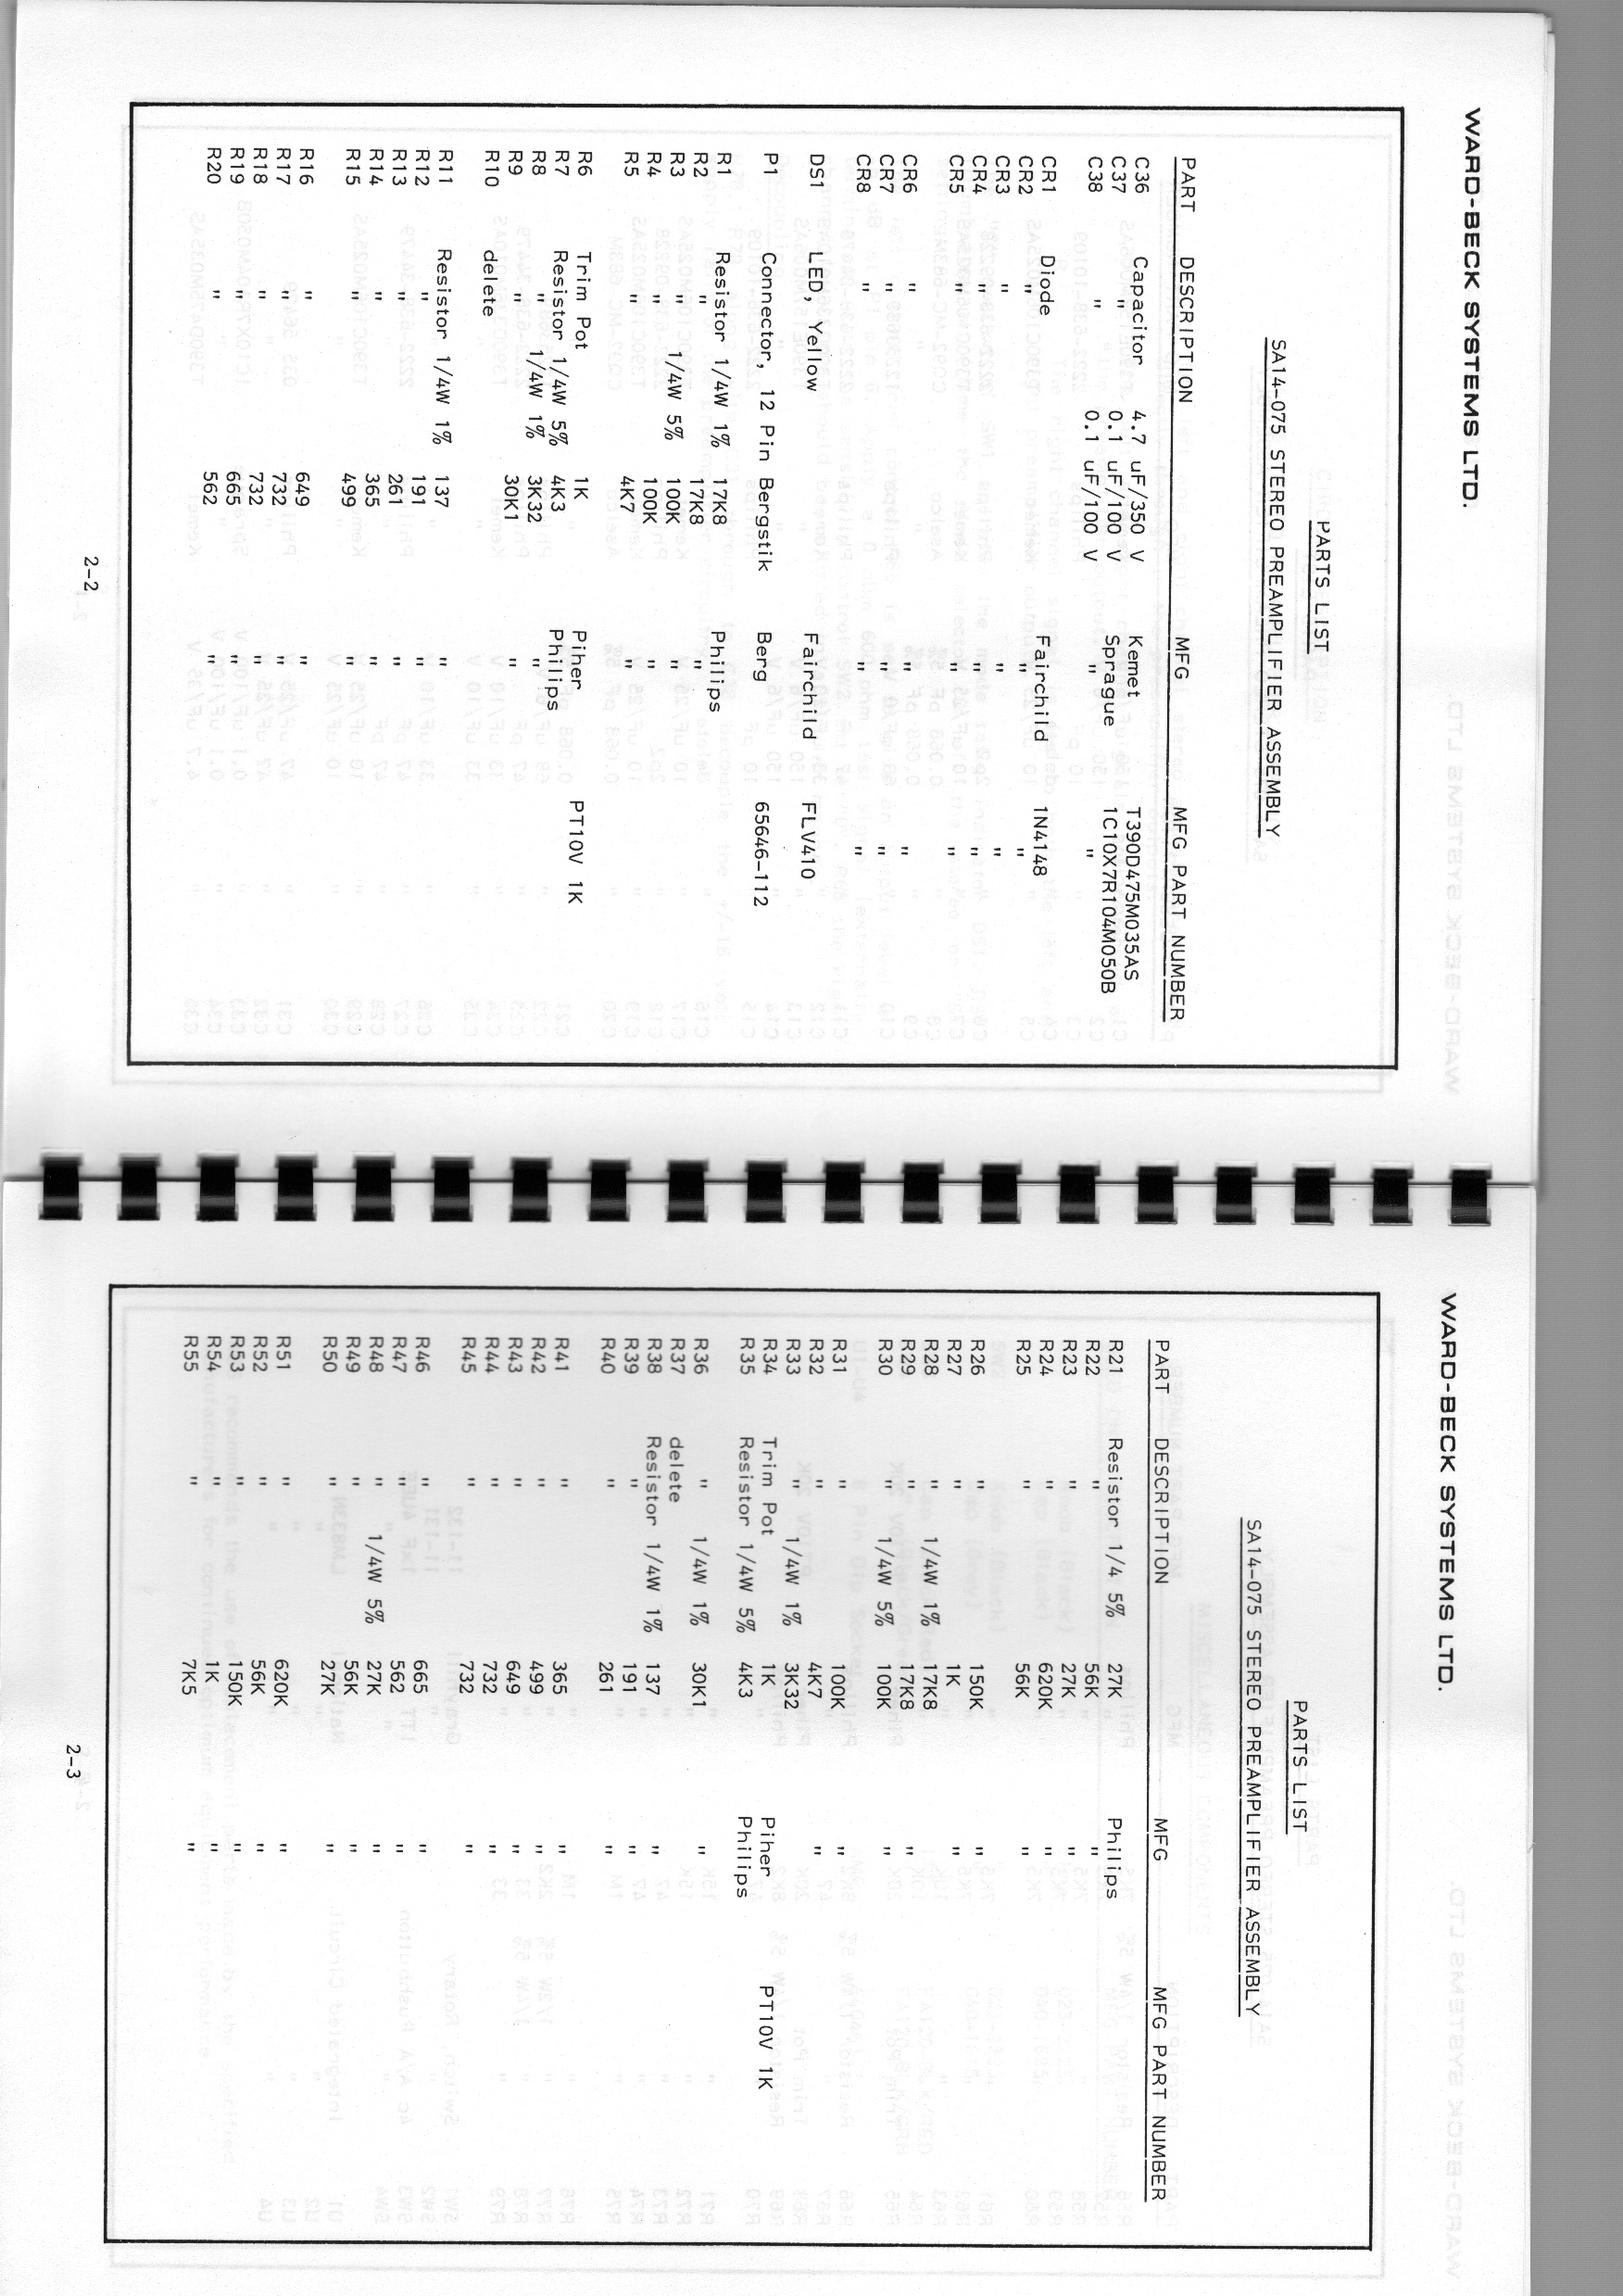 WARD-BECK SYSTEMS LTD.
PARTS LIST
SA14-075 STEREO PREAMPLIFIER ASSEMBLY
PART DESCRIPTION MFG MFG PART NUMBER
C36 Capacitor 4.7 uF/350 V Kemet T390D475M035AS
C37 " 0.1 uF/100 V Sprague 1C10X7R104M050B
C38 " 0.1 uF/100 V " "
CR1 Diode Fairchild 1N4148
CR2 " " "
CR3 " " "
CR4 " " "
CR5 " " "
CR6 " " "
CR7 " " "
CR8 " " "
DS1 LED, Yellow Fairchild FLV410
P1 Connector, 12 Pin Bergstik Berg 65646-112
R1 Resistor 1/4W 1% 17K8 Philips
R2 " 17K8 "
R3 " 1/4W 5% 100K "
R4 " 100K "
R5 " 4K7 "
R6 Trim Pot 1K Piher PT10V 1K
R7 Resistor 1/4W 5% 4K3 Philips
R8 " 1/4W 1% 3K32 "
R9 " 30K1 "
R10 delete
R11 Resistor 1/4W 1% 137 "
R12 " 191 "
R13 " 261 "
R14 " 365 "
R15 " 499 "
R16 " 649 "
R17 " 732 "
R18 " 732 "
R19 " 665 "
R20 " 562 "
2-2
WARD-BECK SYSTEMS LTD.
PARTS LIST
SA14-075 STEREO PREAMPLIFIER ASSEMBLY
PART DESCRIPTION MFG MFG PART NUMBER
R21 Resistor 1/4 5% 27K Philips
R22 " 56K "
R23 " 27K "
R24 " 620K "
R25 " 56K "
R26 " 150K "
R27 " 1K "
R28 " 1/4W 1% 17K8
R29 " 17K8 "
R30 " 1/4W 5% 100K "
R31 " 100K "
R32 " 4K7 "
R33 " 1/4W 1% 3K32
R34 Trim Pot 1K Piher PT10V 1K
R35 Resistor 1/4W 5% 4K3 Philips
R36 " 1/4W 1% 30K1 "
R37 delete
R38 Resistor 1/4W 1% 137 "
R39 " 191 "
R40 " 261 "
R41 " 365 "
R42 " 499 "
R43 " 649 "
R44 " 732 "
R45 " 732 "
R46 " 665 "
R47 " 562 "
R48 " 1/4W 5% 27K "
R49 " 56K "
R50 " 27K "
R51 " 620K "
R52 " 56K "
R53 " 150K "
R54 " 1K "
R55 " 7K5 "
2-3